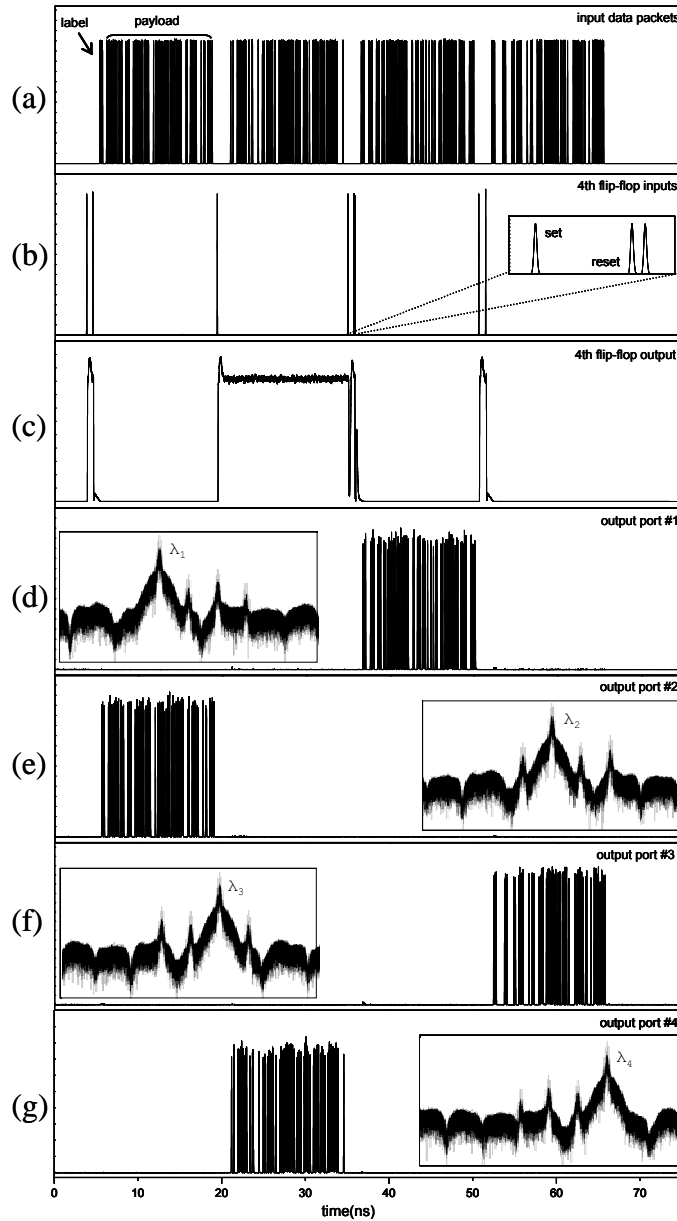 label
payload
input data packets
(a)
4th flip-flop inputs
set
reset
(b)
4th flip-flop output
(c)
output port #1
λ1
(d)
output port #2
λ2
(e)
output port #3
λ3
(f)
output port #4
λ4
(g)
0 10 20 30 40 50 60 70
time(ns)